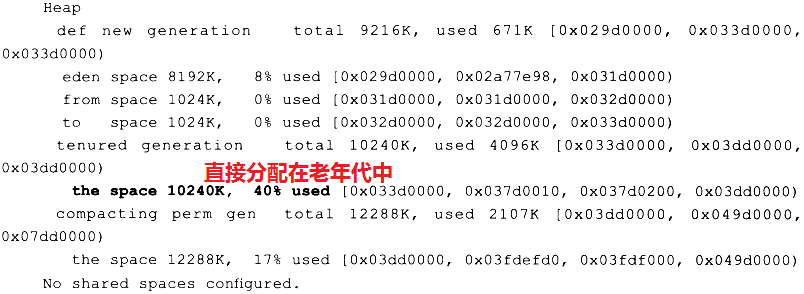 Heap
def new generation total 9216K, used 671K [0x029d0000, 0x033d0000,
0x033d0000)
eden space 8192K, 8% used [0x029d0000, 0x02a77e98, 0x031d0000)
from space 1024K, 0% used [0x031d0000, 0x031d0000, 0x032d0000)
to space 1024K, 0% used [0x032d0000, 0x032d0000, 0x033d0000)
tenured generation total 10240K, used 4096K [0x033d0000, 0x03dd0000,
0x03dd0000)
直接分配在老年代中
the space 10240K, 40% used [0x033d0000, 0x037d0010, 0x037d0200, 0x03dd0000)
compacting perm gen total 12288K, used 2107K [0x03dd0000, 0x049d0000,
0x07dd0000)
the space 12288K, 17% used [0x03dd0000, 0x03fdefd0, 0x03fdf000, 0x049d0000)
No shared spaces configured.